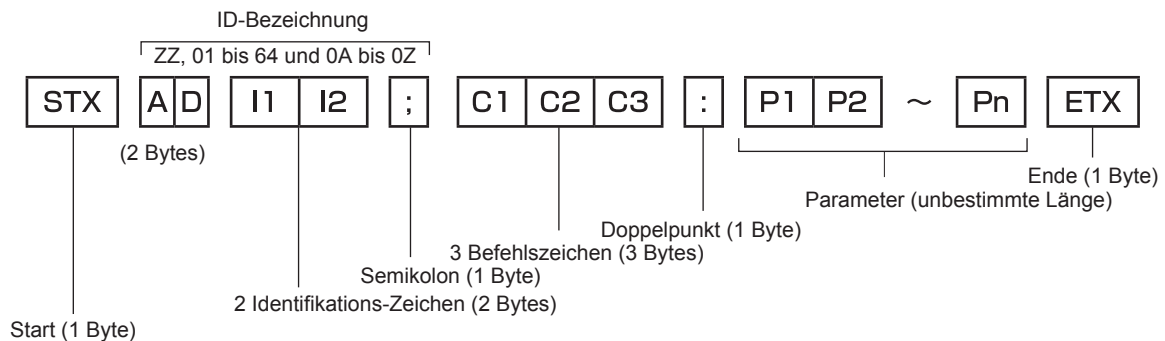 ID-Bezeichnung
ZZ, 01 bis 64 und 0A bis 0Z
STX A D I1 I2 ; C1 C2 C3 : P1 P2 ～ Pn ETX
(2 Bytes)
Ende (1 Byte)
Parameter (unbestimmte Länge)
Doppelpunkt (1 Byte)
3 Befehlszeichen (3 Bytes)
Semikolon (1 Byte)
2 Identifikations-Zeichen (2 Bytes)
Start (1 Byte)